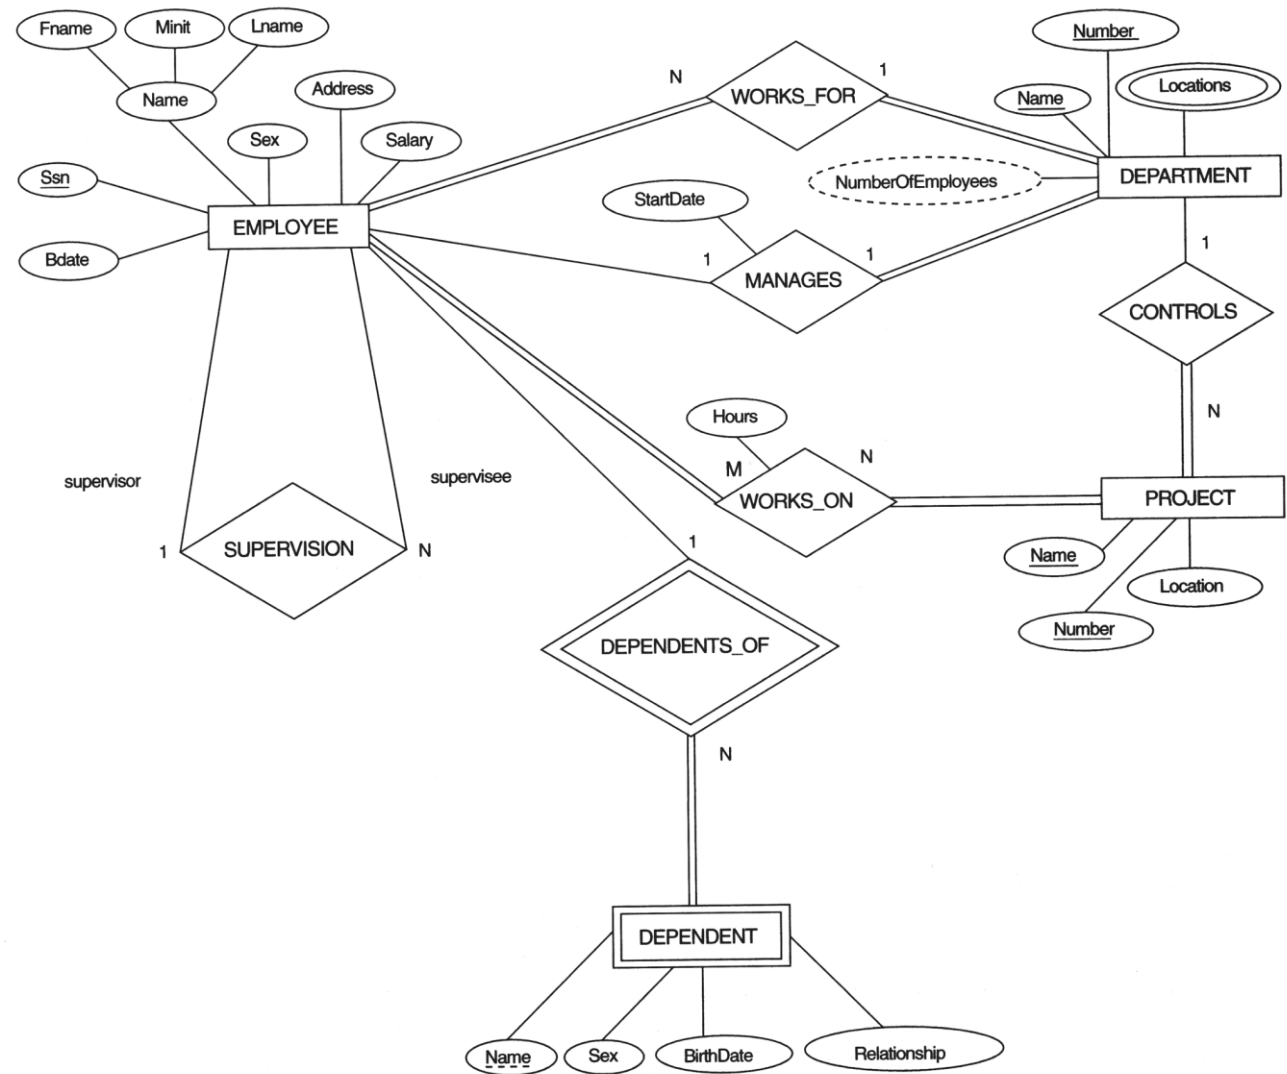 Fname
Minit
Lname
Number
N
1
Address
WORKS_FOR
Locations
Name
Name
Sex
Salary
DEPARTMENT
Ssn
NumberOfEmployees
StartDate
EMPLOYEE
1
1
1
Bdate
MANAGES
CONTROLS
Hours
N
M
N
supervisor
supervisee
WORKS_ON
PROJECT
1
SUPERVISION
N
1
Name
Location
Number
DEPENDENTS_OF
N
DEPENDENT
Name
Sex
BirthDate
Relationship